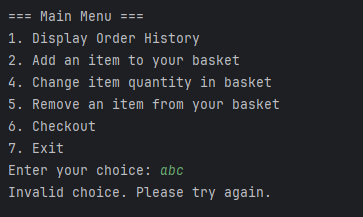 === Main Menu ===
1. Display Order History
2. Add an item to your basket
4. Change item quantity in basket
5. Remove an item from your basket
6. Checkout
7. Exit
Enter your choice: abc
Invalid choice. Please try again.